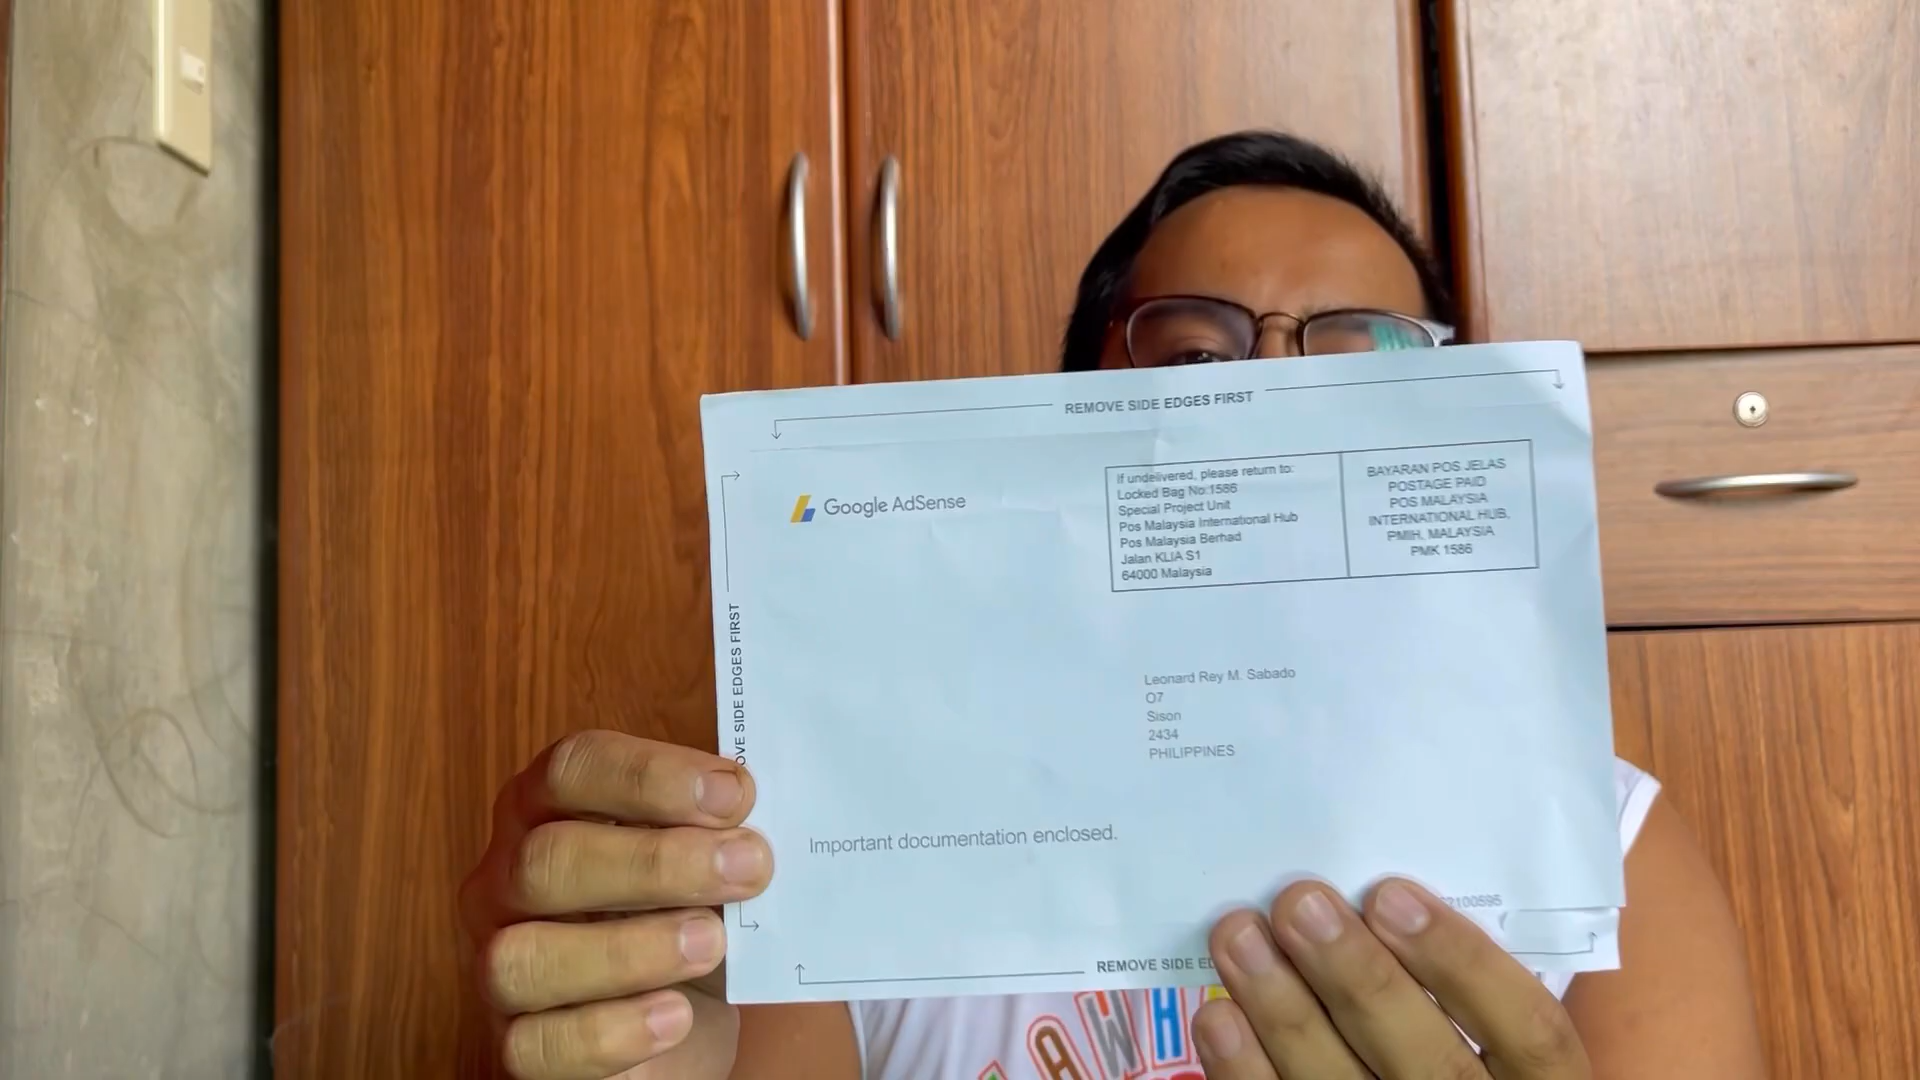 REMOVE SIDE EDGES FIRST
Google AdSense
If undelivered, please return to:
Locked Bag No:1586
Special Project Unit
Pos Malaysia International Hub
Pos Malaysia Berhad
Jalan KLIA S1
64000 Malaysia
BAYARAN POS JELAS
POSTAGE PAID
POS MALAYSIA
INTERNATIONAL HUB,
PMIH, MALAYSIA
PMK 1586
OVE SIDE EDGES FIRST
Leonard Rey M. Sabado
O7
Sison
2434
PHILIPPINES
Important documentation enclosed.
2100595
REMOVE SIDE E
AWH